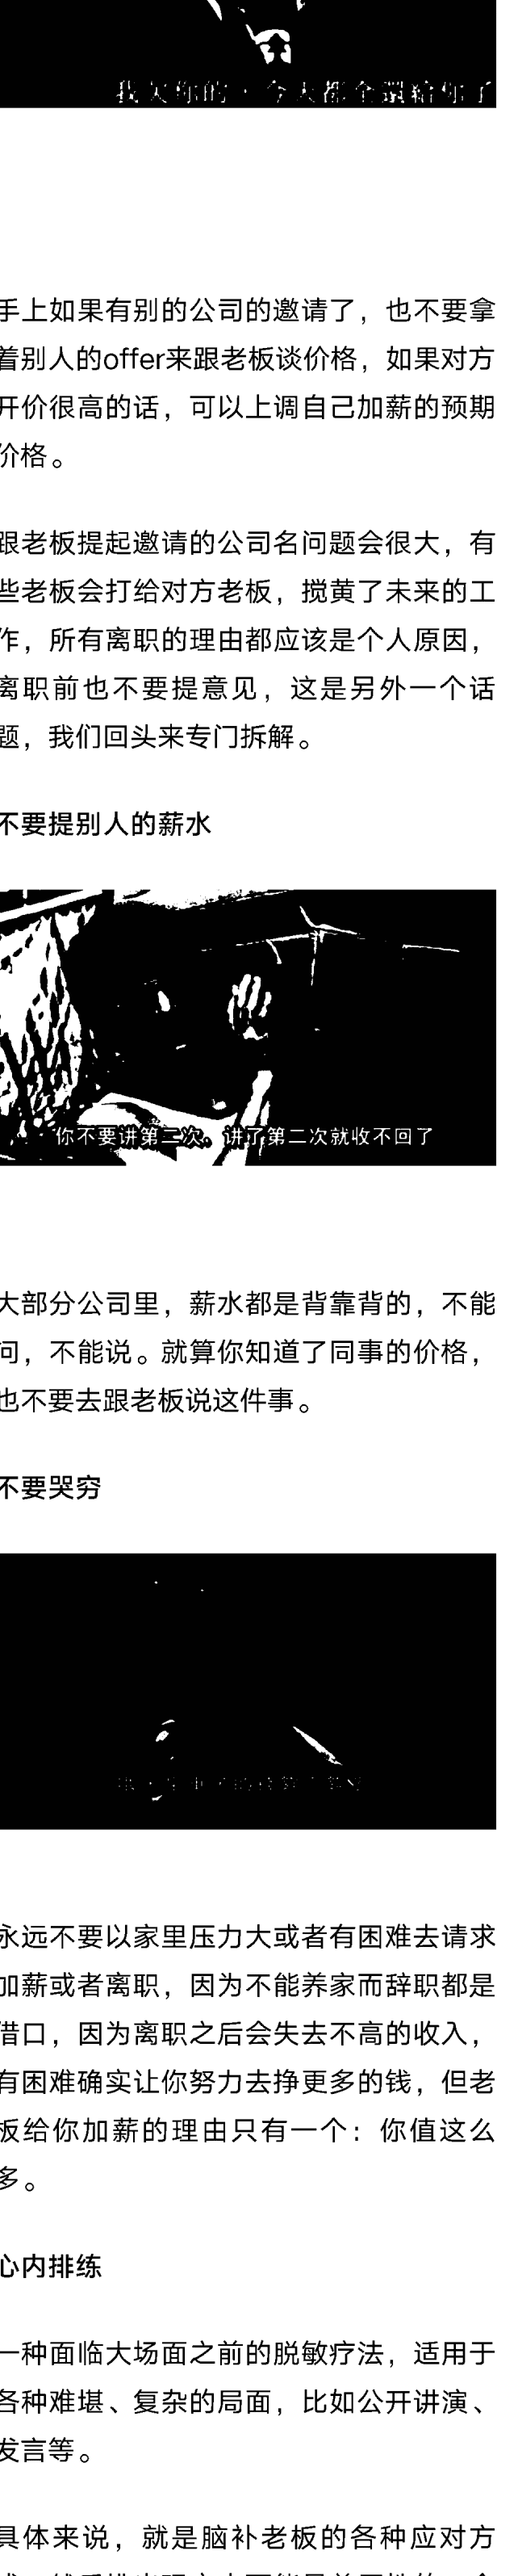 我欠你的，今天都全還給你了
手上如果有别的公司的邀请了，也不要拿
着别人的offer来跟老板谈价格，如果对方
开价很高的话，可以上调自己加薪的预期
价格。
跟老板提起邀请的公司名问题会很大，有
些老板会打给对方老板，搅黄了未来的工
作，所有离职的理由都应该是个人原因，
离职前也不要提意见，这是另外一个话
题，我们回头来专门拆解。
不要提别人的薪水
你不要讲第二次，讲了第二次就收不回了
大部分公司里，薪水都是背靠背的，不能
问，不能说。就算你知道了同事的价格，
也不要去跟老板说这件事。
不要哭穷
永远不要以家里压力大或者有困难去请求
加薪或者离职，因为不能养家而辞职都是
借口，因为离职之后会失去不高的收入，
有困难确实让你努力去挣更多的钱，但老
板给你加薪的理由只有一个：你值这么
多。
心内排练
一种面临大场面之前的脱敏疗法，适用于
各种难堪、复杂的局面，比如公开讲演、
发言等。
具体来说，就是脑补老板的各种应对方